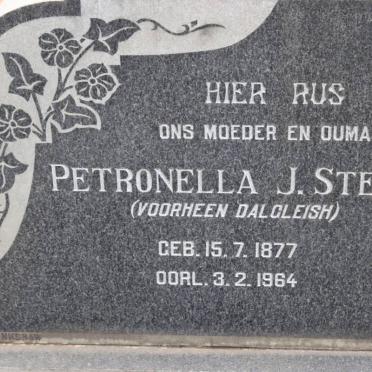 HIER RUS
ONS MOEDER EN OUMA
PETRONELLA J. STE
(VOORHEEN DALGLEISH)
GEB. 15. 7. 1877
OORL. 3. 2. 1964